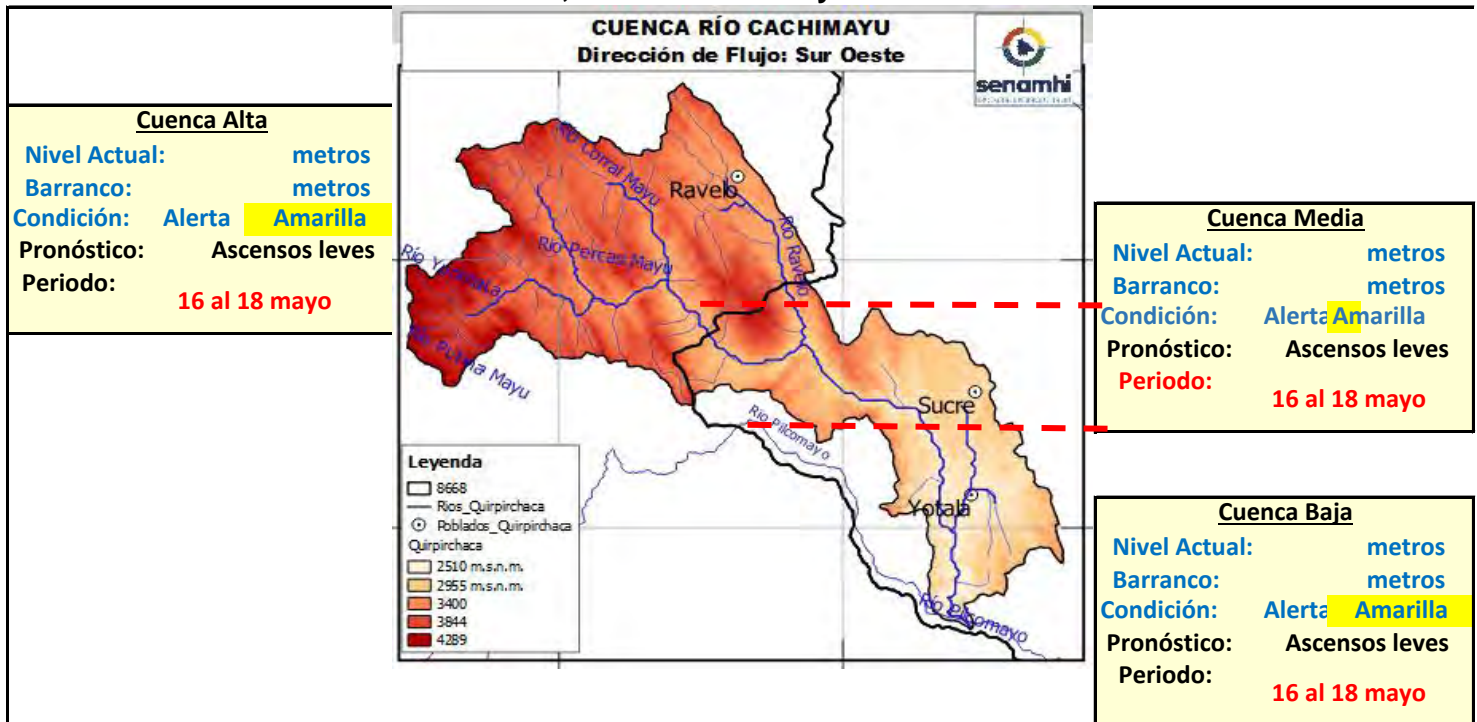 CUENCA RÍO CACHIMAYU
Dirección de Flujo: Sur Oeste
senamhi
Cuenca Alta
Nivel Actual: metros
Barranco: metros
Condición: Alerta Amarilla
Pronóstico: Ascensos leves
Periodo:
16 al 18 mayo
Río Corral Mayu
Ravelo
Río Percas Mayu
Río Ravelo
Mayu
Sucre
Río Pilcomayo
Yotala
Río Pilcomayo
Leyenda
8668
Rios_Quirpirchaca
Poblados_Quirpirchaca
Quirpirchaca
2510 m.s.n.m.
2955 m.s.n.m.
3400
3844
4289
Cuenca Media
Nivel Actual: metros
Barranco: metros
Condición: Alerta Amarilla
Pronóstico: Ascensos leves
Periodo:
16 al 18 mayo
Cuenca Baja
Nivel Actual: metros
Barranco: metros
Condición: Alerta Amarilla
Pronóstico: Ascensos leves
Periodo:
16 al 18 mayo